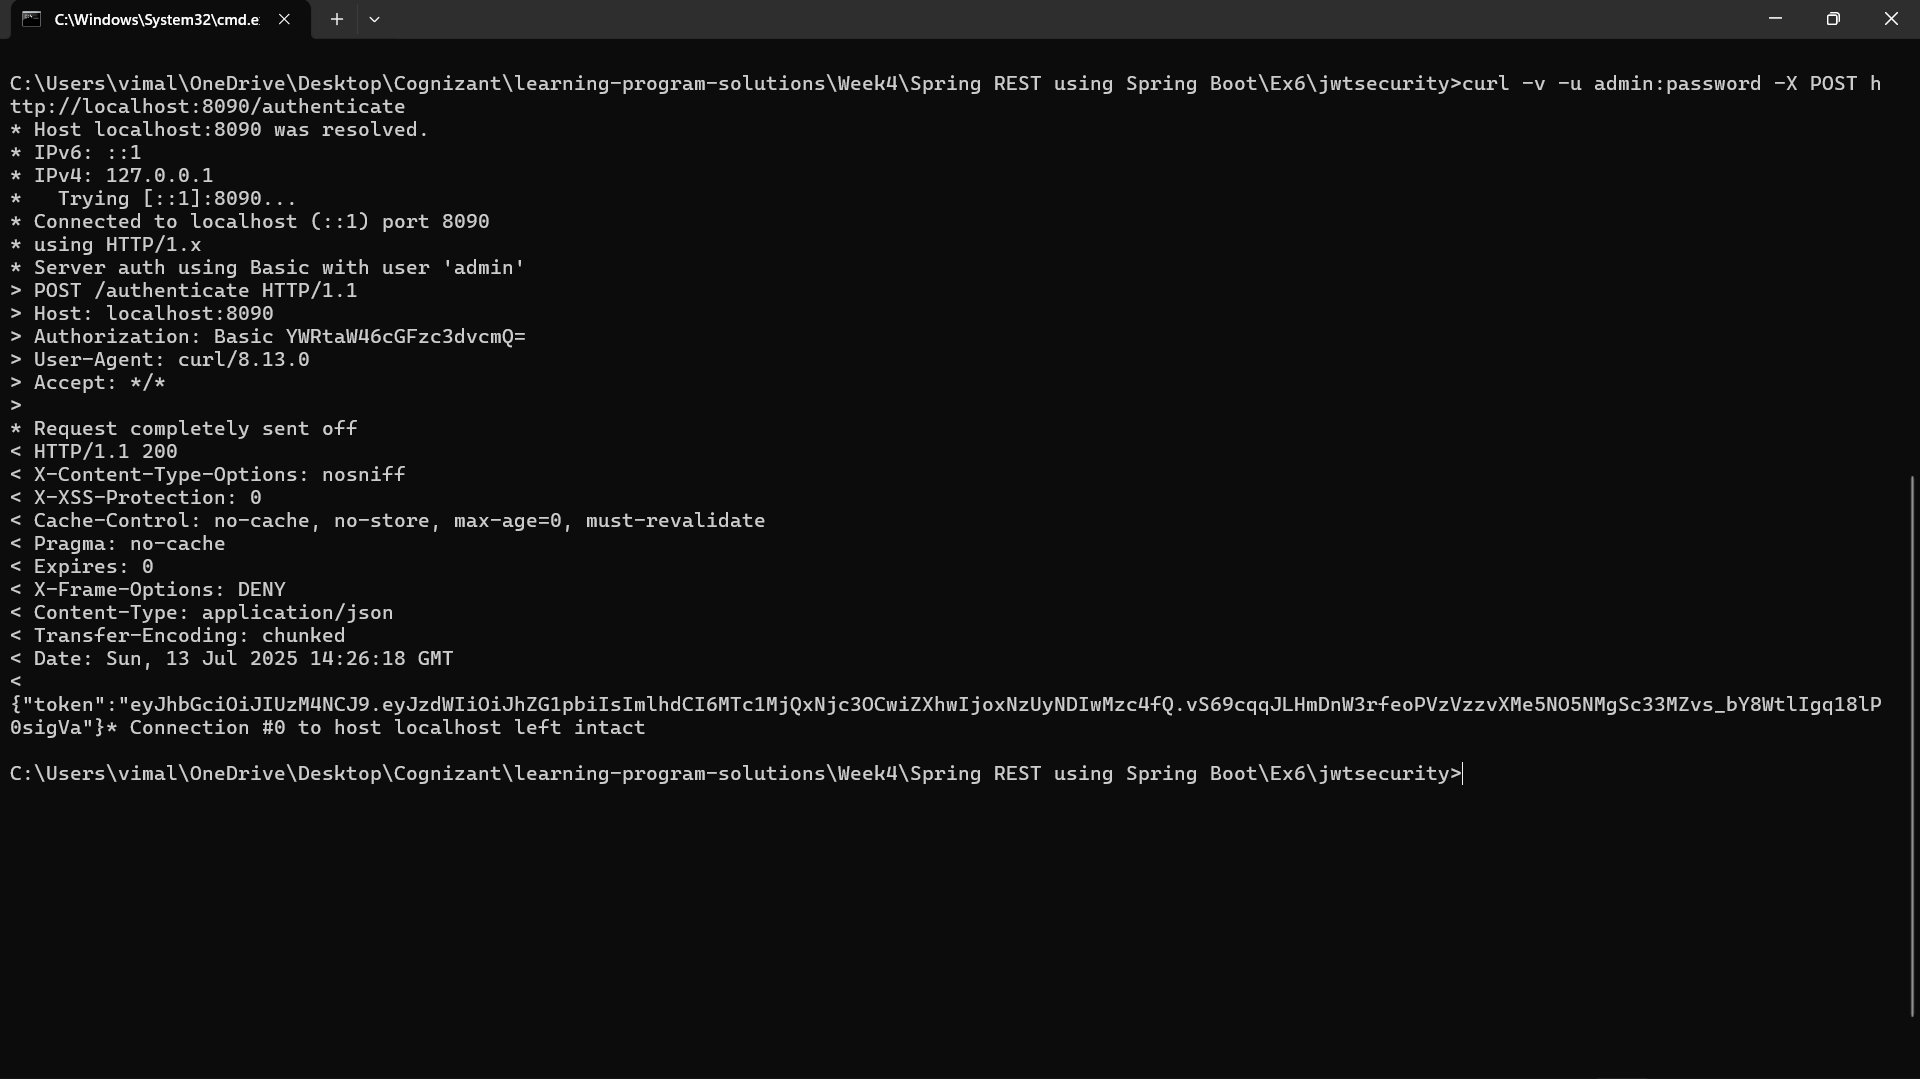 C:\Windows\System32\cmd.e
C:\Users\vimal\OneDrive\Desktop\Cognizant\learning-program-solutions\Week4\Spring REST using Spring Boot\Ex6\jwtsecurity>curl -v -u admin:password -X POST h
ttp://localhost:8090/authenticate
* Host localhost:8090 was resolved.
* IPv6: ::1
* IPv4: 127.0.0.1
*   Trying [::1]:8090...
* Connected to localhost (::1) port 8090
* using HTTP/1.x
* Server auth using Basic with user 'admin'
> POST /authenticate HTTP/1.1
> Host: localhost:8090
> Authorization: Basic YWRtaW46cGFzc3dvcmQ=
> User-Agent: curl/8.13.0
> Accept: */*
>
* Request completely sent off
< HTTP/1.1 200
< X-Content-Type-Options: nosniff
< X-XSS-Protection: 0
< Cache-Control: no-cache, no-store, max-age=0, must-revalidate
< Pragma: no-cache
< Expires: 0
< X-Frame-Options: DENY
< Content-Type: application/json
< Transfer-Encoding: chunked
< Date: Sun, 13 Jul 2025 14:26:18 GMT
<
{"token":"eyJhbGciOiJIUzM4NCJ9.eyJzdWIiOiJhZG1pbiIsImlhdCI6MTc1MjQxNjc3OCwiZXhwIjoxNzUyNDIwMzc4fQ.vS69cqqJLHmDnW3rfeoPVzVzzvXMe5NO5NMgSc33MZvs_bY8WtlIgq18lP
0sigVa"}* Connection #0 to host localhost left intact
C:\Users\vimal\OneDrive\Desktop\Cognizant\learning-program-solutions\Week4\Spring REST using Spring Boot\Ex6\jwtsecurity>